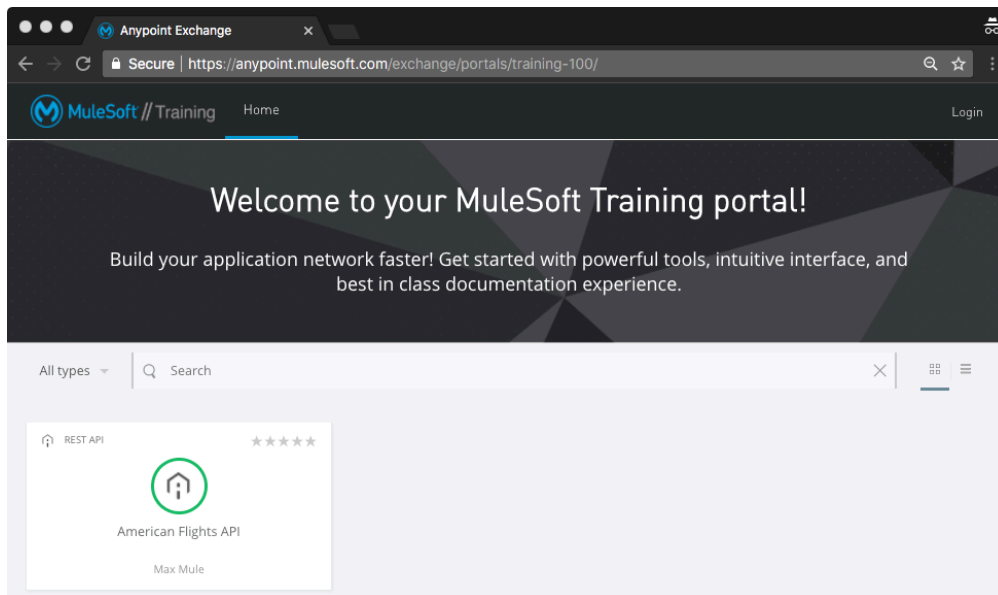 Anypoint Exchange
Secure | https://anypoint.mulesoft.com/exchange/portals/training-100/
MuleSoft // Training Home Login
Welcome to your MuleSoft Training portal!
Build your application network faster! Get started with powerful tools, intuitive interface, and
best in class documentation experience.
All types Search
REST API
American Flights API
Max Mule